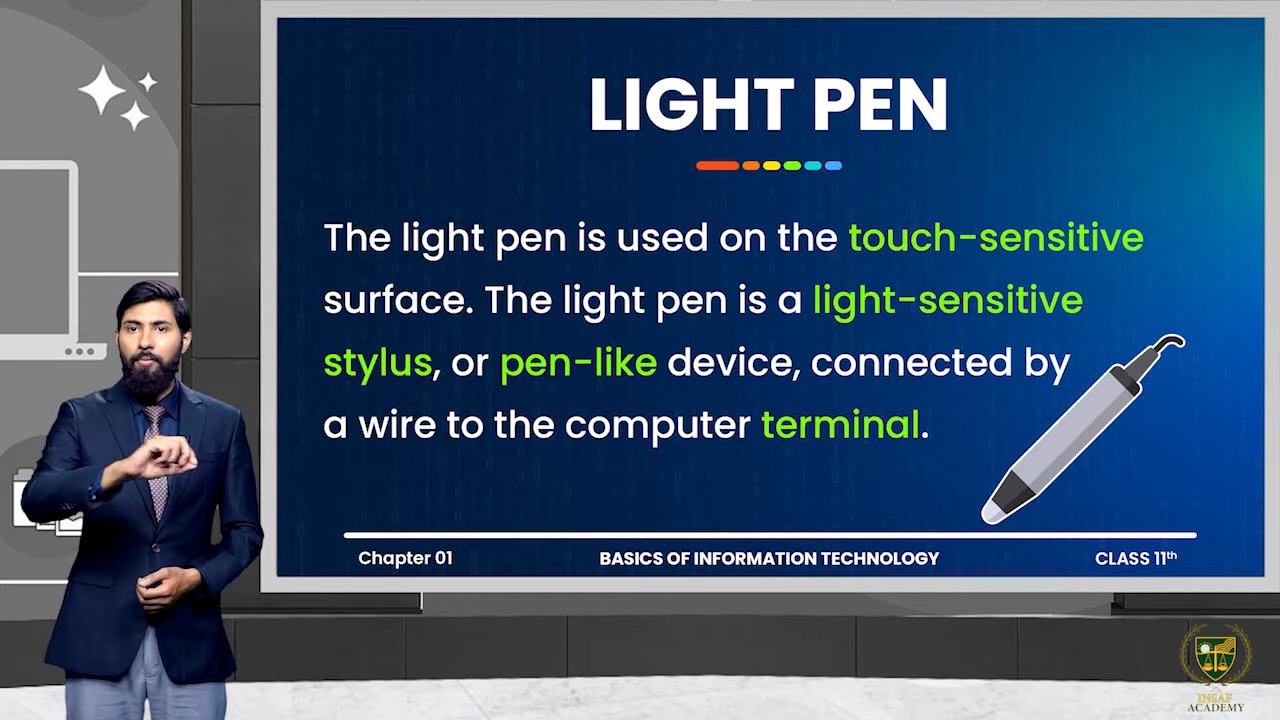 LIGHT PEN
The light pen is used on the touch-sensitive
surface. The light pen is a light-sensitive
stylus, or pen-like device, connected by
a wire to the computer terminal.
Chapter 01
BASICS OF INFORMATION TECHNOLOGY
CLASS 11th
INSAF
ACADEMY